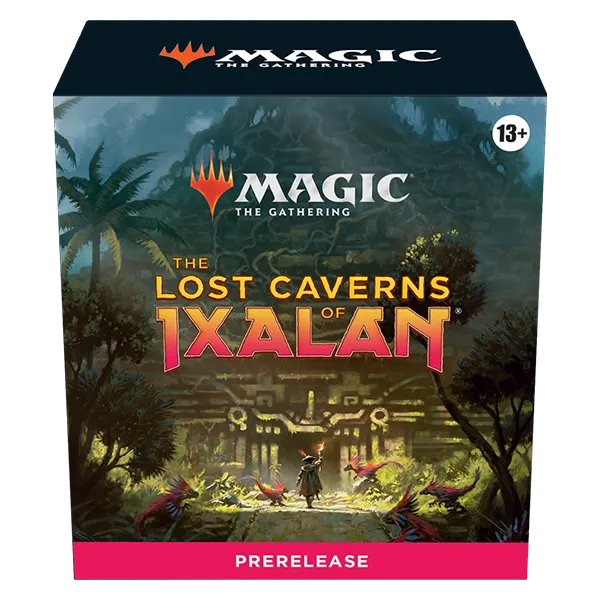 MAGIC
THE GATHERING
13+
MAGIC
THE GATHERING
THE
LOST CAVERNS
OF
IXALAN®
PRERELEASE